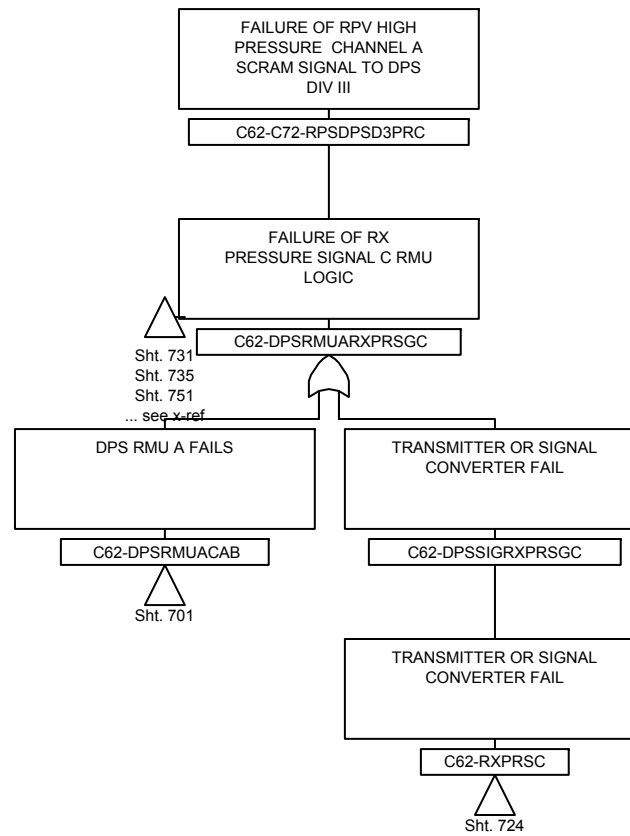 FAILURE OF RPV HIGH
PRESSURE CHANNEL A
SCRAM SIGNAL TO DPS
DIV III
C62-C72-RPSDPSD3PRC
FAILURE OF RX
PRESSURE SIGNAL C RMU
LOGIC
C62-DPSRMUARXPRSGC
Sht. 731
Sht. 735
Sht. 751
... see x-ref
DPS RMU A FAILS
C62-DPSRMUACAB
Sht. 701
TRANSMITTER OR SIGNAL
CONVERTER FAIL
C62-DPSSIGRXPRSGC
TRANSMITTER OR SIGNAL
CONVERTER FAIL
C62-RXPRSC
Sht. 724